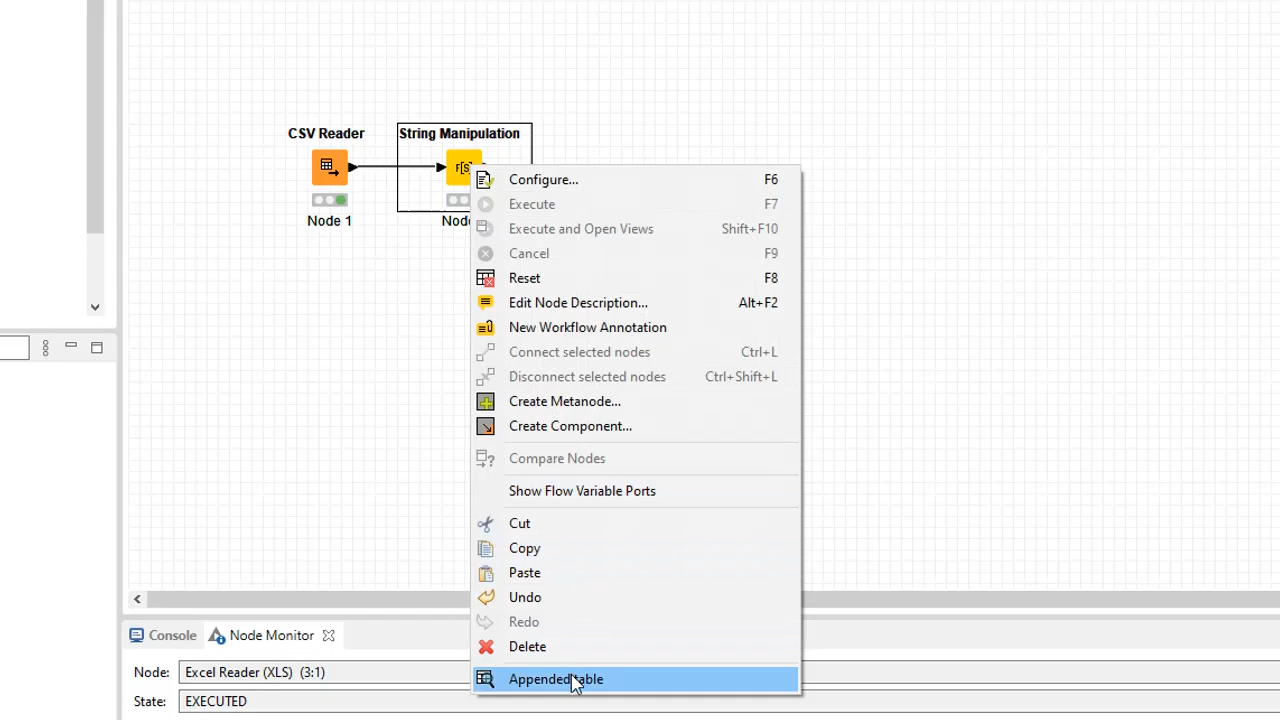 CSV Reader
String Manipulation
Node 1
Node
Configure... F6
Execute F7
Execute and Open Views Shift+F10
Cancel F9
Reset F8
Edit Node Description... Alt+F2
New Workflow Annotation
Connect selected nodes Ctrl+L
Disconnect selected nodes Ctrl+Shift+L
Create Metanode...
Create Component...
Compare Nodes
Show Flow Variable Ports
Cut
Copy
Paste
Undo
Redo
Delete
Appended table
Console
Node Monitor
Node: Excel Reader (XLS) (3:1)
State: EXECUTED